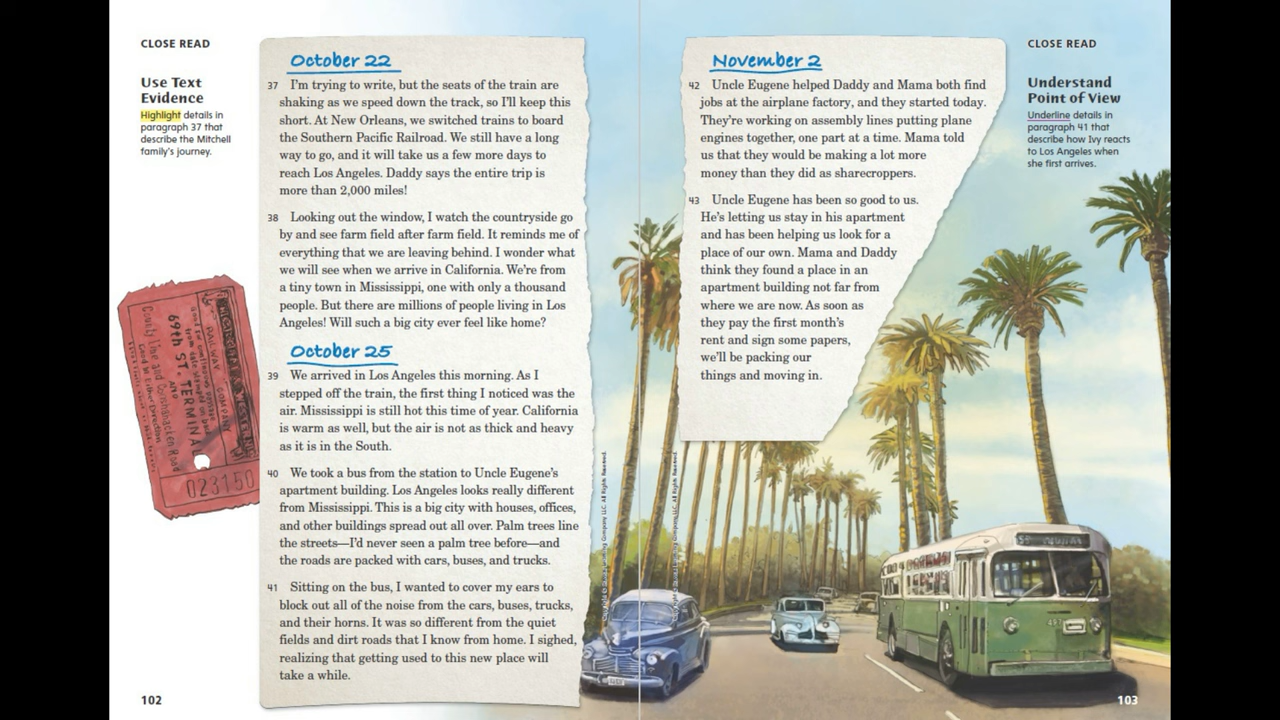 CLOSE READ
Use Text
Evidence
Highlight details in
paragraph 37 that
describe the Mitchell
family's journey.
October 22
37 I'm trying to write, but the seats of the train are
shaking as we speed down the track, so I'll keep this
short. At New Orleans, we switched trains to board
the Southern Pacific Railroad. We still have a long
way to go, and it will take us a few more days to
reach Los Angeles. Daddy says the entire trip is
more than 2,000 miles!
38 Looking out the window, I watch the countryside go
by and see farm field after farm field. It reminds me of
everything that we are leaving behind. I wonder what
we will see when we arrive in California. We're from
a tiny town in Mississippi, one with only a thousand
people. But there are millions of people living in Los
Angeles! Will such a big city ever feel like home?
October 25
39 We arrived in Los Angeles this morning. As I
stepped off the train, the first thing I noticed was the
air. Mississippi is still hot this time of year. California
is warm as well, but the air is not as thick and heavy
as it is in the South.
40 We took a bus from the station to Uncle Eugene's
apartment building. Los Angeles looks really different
from Mississippi. This is a big city with houses, offices,
and other buildings spread out all over. Palm trees line
the streets—I'd never seen a palm tree before—and
the roads are packed with cars, buses, and trucks.
41 Sitting on the bus, I wanted to cover my ears to
block out all of the noise from the cars, buses, trucks,
and their horns. It was so different from the quiet
fields and dirt roads that I know from home. I sighed,
realizing that getting used to this new place will
take a while.
RAILWAY COMPANY
69th ST. TERMINAL
AND
County Line and
023150
102
November 2
42 Uncle Eugene helped Daddy and Mama both find
jobs at the airplane factory, and they started today.
They're working on assembly lines putting plane
engines together, one part at a time. Mama told
us that they would be making a lot more
money than they did as sharecroppers.
43 Uncle Eugene has been so good to us.
He's letting us stay in his apartment
and has been helping us look for a
place of our own. Mama and Daddy
think they found a place in an
apartment building not far from
where we are now. As soon as
they pay the first month's
rent and sign some papers,
we'll be packing our
things and moving in.
CLOSE READ
Understand
Point of View
Underline details in
paragraph 41 that
describe how Ivy reacts
to Los Angeles when
she first arrives.
103